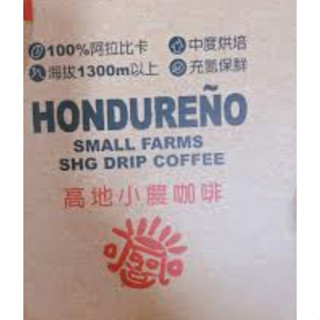 100%阿拉比卡 中度烘焙
海拔1300m以上 充氮保鮮
HONDUREÑO
SMALL FARMS
SHG DRIP COFFEE
高地小農咖啡